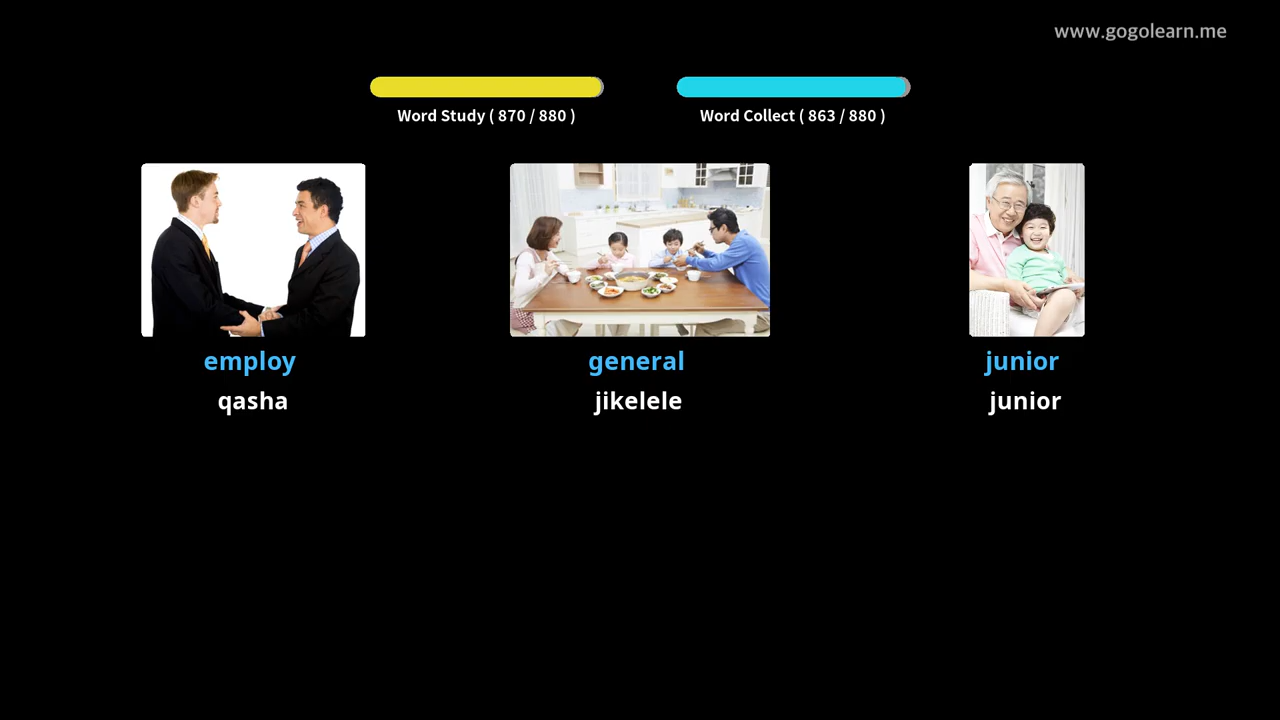 www.gogolearn.me
Word Study ( 870 / 880 )
Word Collect ( 863 / 880 )
employ
general
junior
qasha
jikelele
junior